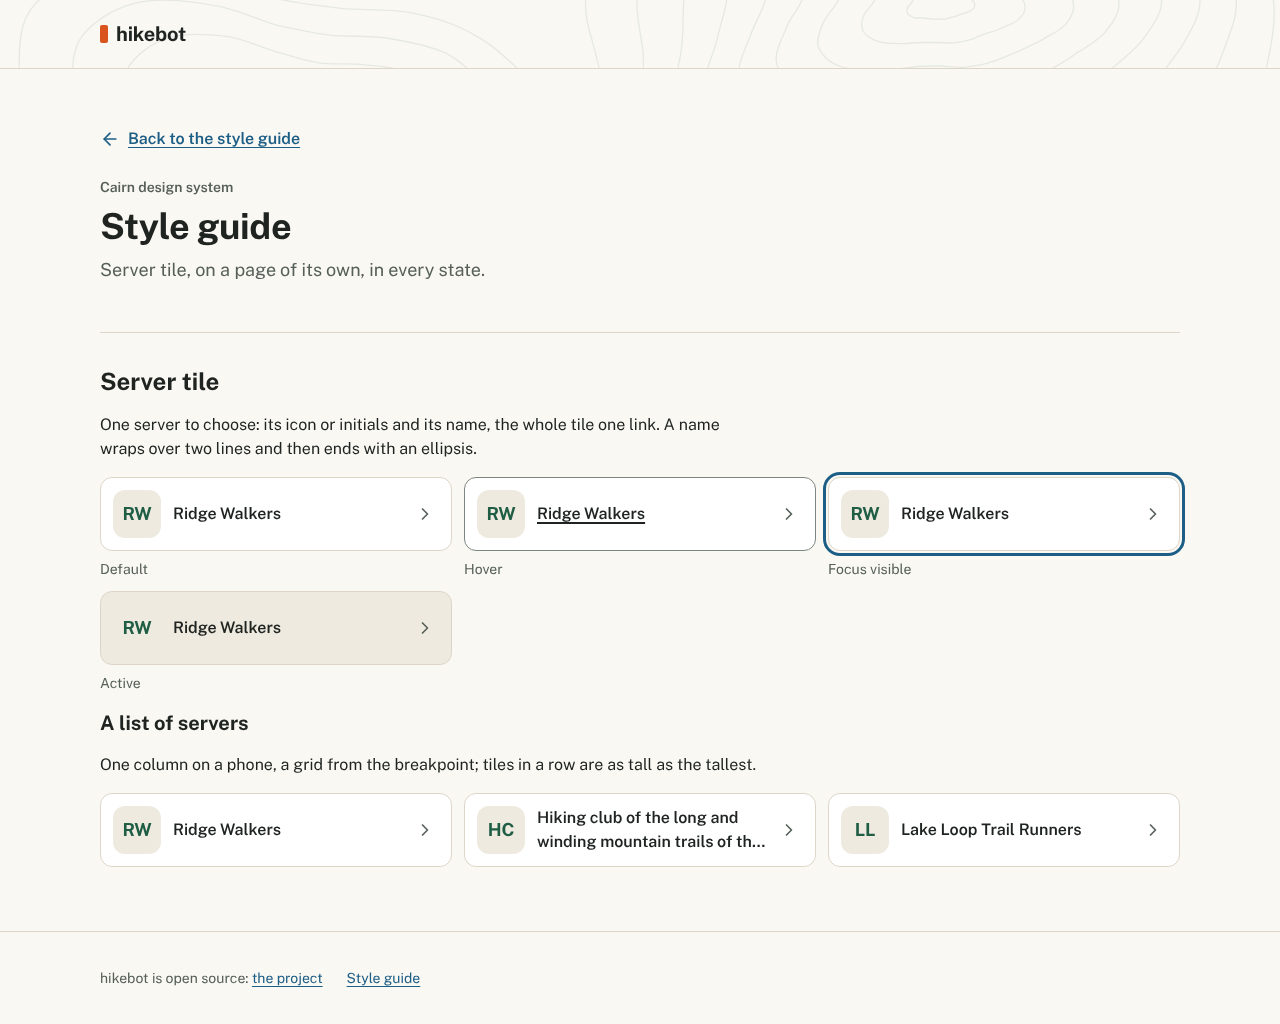 hikebot
Back to the style guide
Cairn design system
Style guide
Server tile, on a page of its own, in every state.
Server tile
One server to choose: its icon or initials and its name, the whole tile one link. A name
wraps over two lines and then ends with an ellipsis.
RW Ridge Walkers
RW Ridge Walkers
RW Ridge Walkers
Default
Hover
Focus visible
RW Ridge Walkers
Active
A list of servers
One column on a phone, a grid from the breakpoint; tiles in a row are as tall as the tallest.
RW Ridge Walkers
HC Hiking club of the long and
winding mountain trails of th…
LL Lake Loop Trail Runners
hikebot is open source: the project Style guide